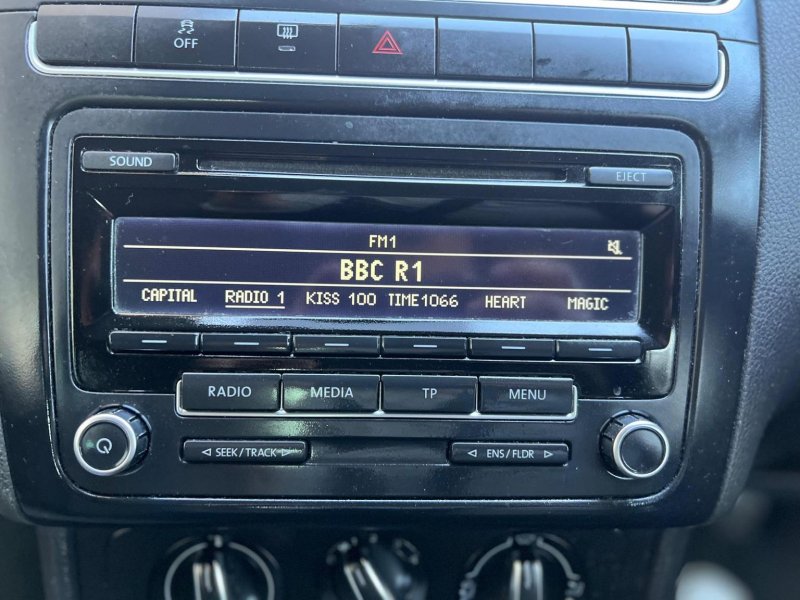 OFF
SOUND EJECT
FM1
BBC R1
CAPITAL RADIO 1 KISS 100 TIME1066 HEART MAGIC
RADIO MEDIA TP MENU
SEEK/TRACK ENS/FLDR